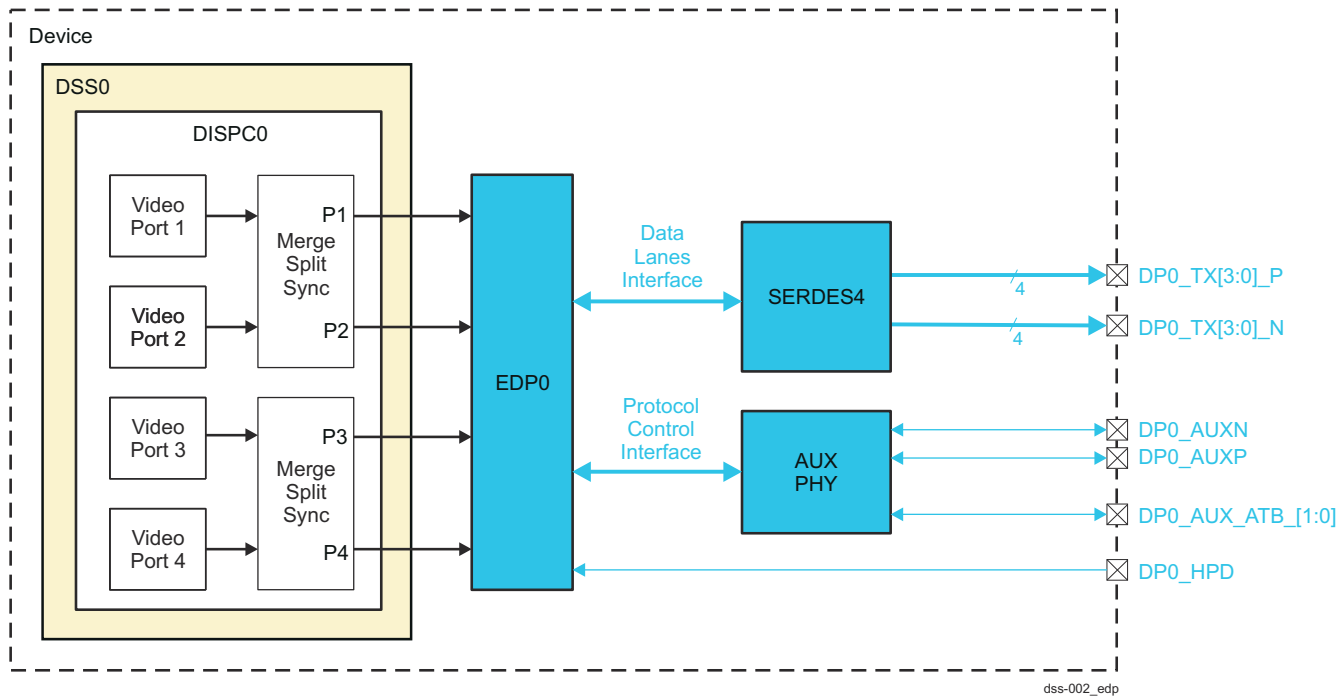 Device
DSS0
DISPC0
Video
Port 1
Video
Port 2
Video
Port 3
Video
Port 4
P1
Merge
Split
Sync
P2
P3
Merge
Split
Sync
P4
EDP0
Data
Lanes
Interface
Protocol
Control
Interface
SERDES4
AUX
PHY
4
4
DP0_TX[3:0]_P
DP0_TX[3:0]_N
DP0_AUXN
DP0_AUXP
DP0_AUX_ATB_[1:0]
DP0_HPD
dss-002_edp